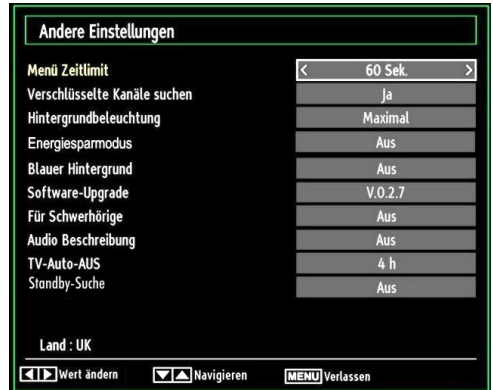 Andere Einstellungen
Menü Zeitlimit < 60 Sek. >
Verschlüsselte Kanäle suchen Ja
Hintergrundbeleuchtung Maximal
Energiesparmodus Aus
Blauer Hintergrund Aus
Software-Upgrade V.0.2.7
Für Schwerhörige Aus
Audio Beschreibung Aus
TV-Auto-AUS 4 h
Standby-Suche Aus
Land : UK
Wert ändern Navigieren MENU Verlassen